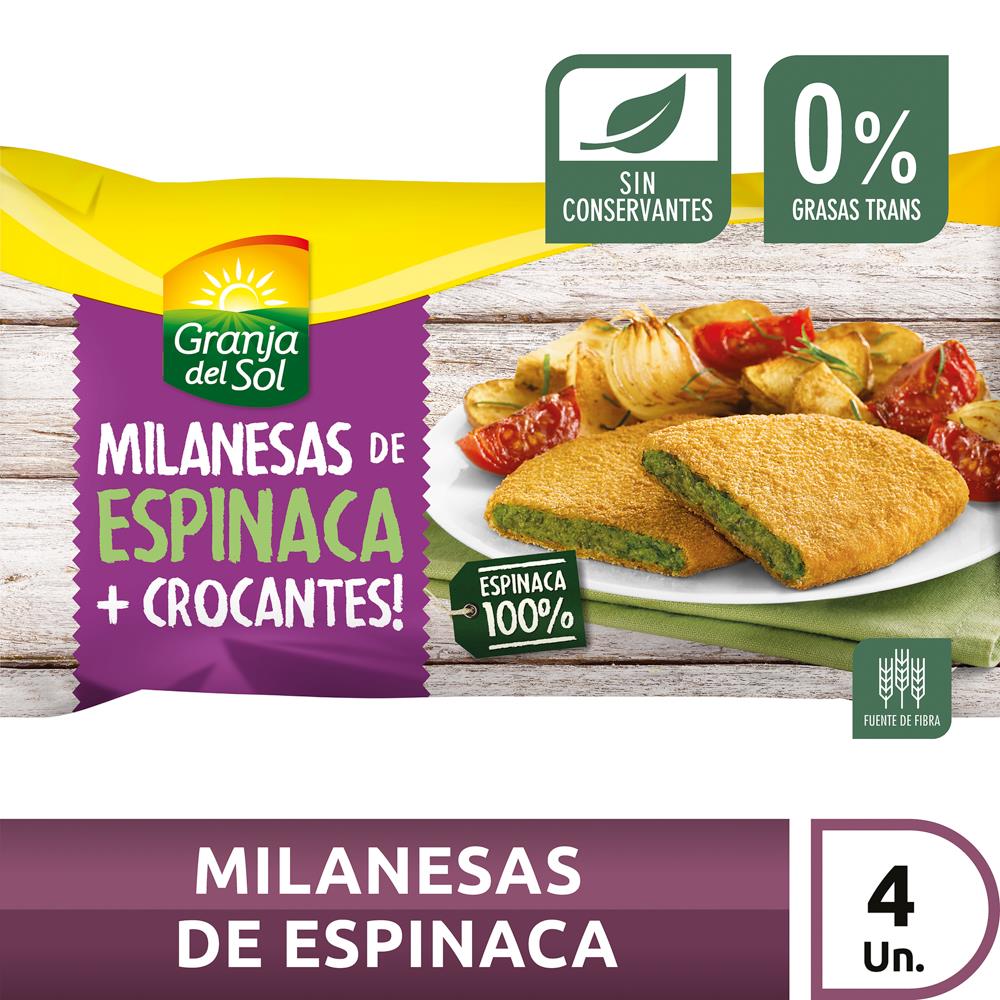 SIN
CONSERVANTES
0%
GRASAS TRANS
Granja
del Sol
MILANESAS DE
ESPINACA
+ CROCANTES!
ESPINACA
100%
FUENTE DE FIBRA
MILANESAS
DE ESPINACA
4
Un.